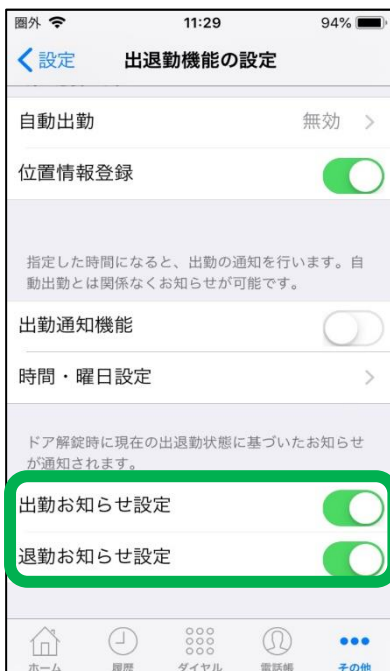 圏外 11:29 94%
設定 出退勤機能の設定
自動出勤 無効
位置情報登録
指定した時間になると、出勤の通知を行います。自
動出勤とは関係なくお知らせが可能です。
出勤通知機能
時間・曜日設定
ドア解錠時に現在の出退勤状態に基づいたお知らせ
が通知されます。
出勤お知らせ設定
退勤お知らせ設定
ホーム 履歴 ダイヤル 電話帳 その他